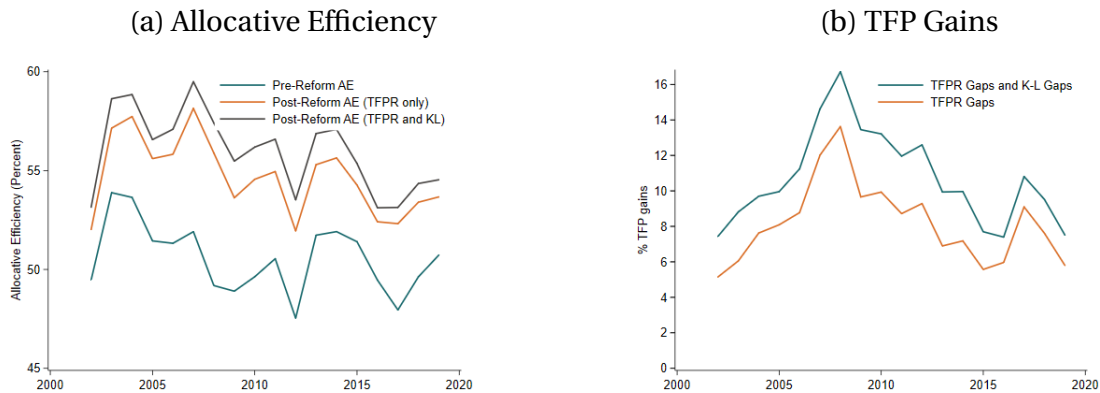 (a) Allocative Efficiency
60
55
50
45
Allocative Efficiency (Percent)
Pre-Reform AE
Post-Reform AE (TFPR only)
Post-Reform AE (TFPR and KL)
2000 2005 2010 2015 2020
(b) TFP Gains
16
14
12
10
8
6
4
2
0
% TFP gains
TFPR Gaps and K-L Gaps
TFPR Gaps
2000 2005 2010 2015 2020